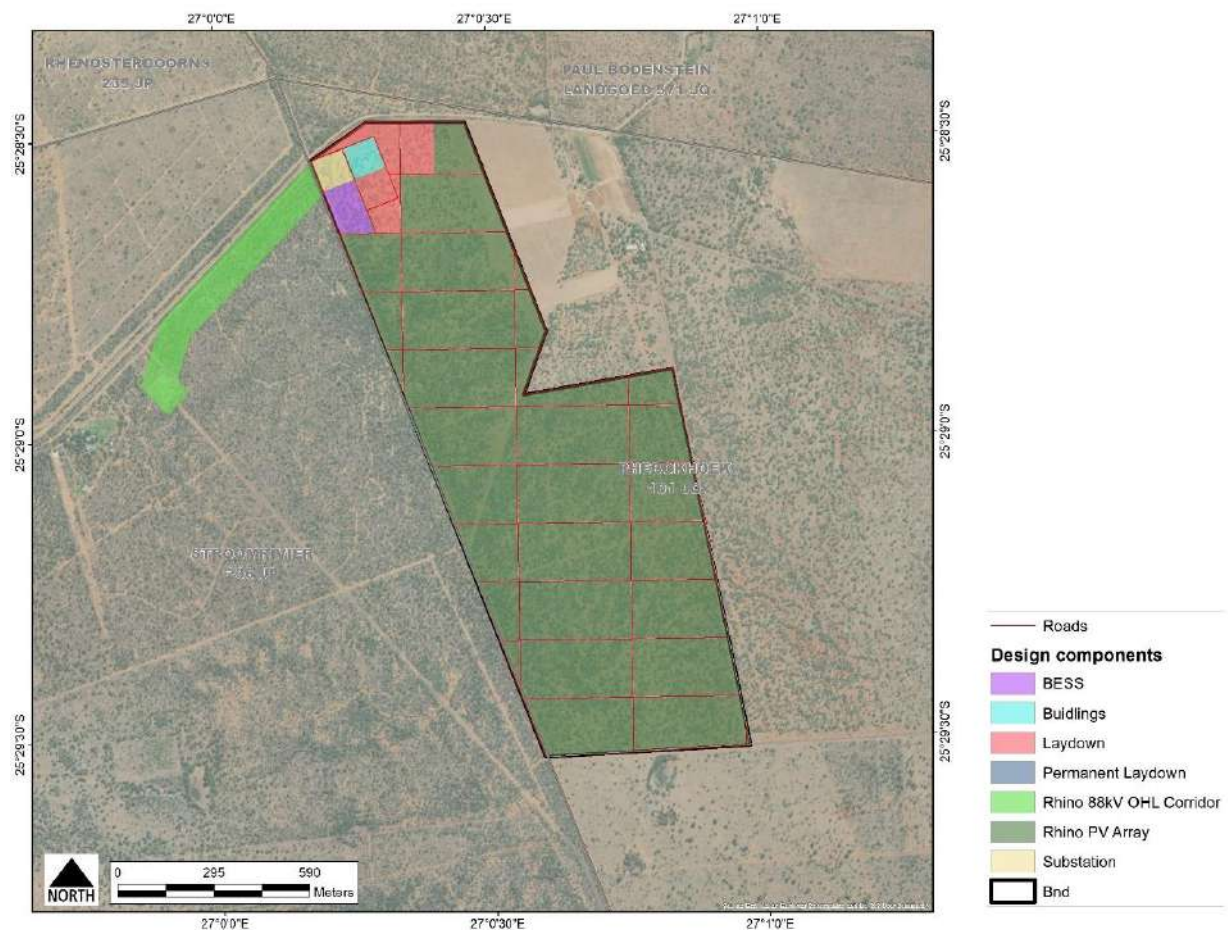 27°0'0"E
27°0'30"E
27°1'0"E
RHENOSTERDOORNS
235 JP
PAUL BODENSTEIN
LANDGOED 571 JQ
25°28'30"S
25°28'30"S
25°29'0"S
25°29'0"S
STROOMRIVIER
25°29'30"S
25°29'30"S
Roads
Design components
BESS
Buidlings
Laydown
Permanent Laydown
Rhino 88kV OHL Corridor
Rhino PV Array
Substation
Bnd
NORTH
0
295
590
Meters
27°0'0"E
27°0'30"E
27°1'0"E